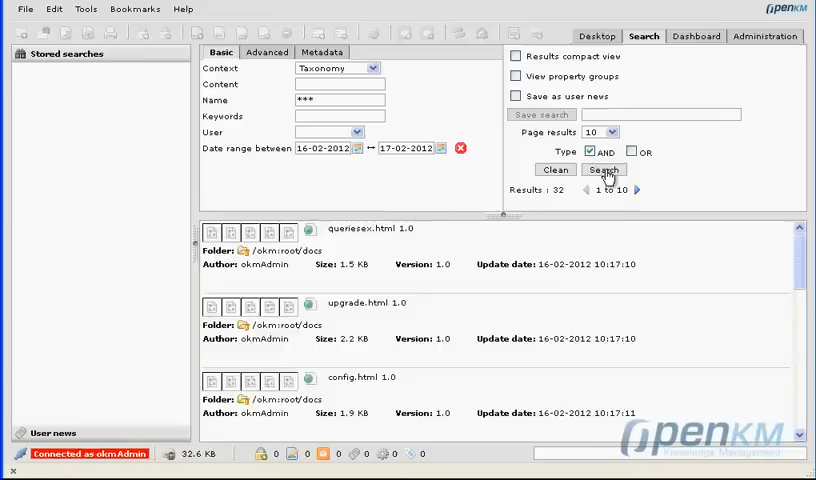 File Edit Tools Bookmarks Help
OpenKM
Desktop Search Dashboard Administration
Stored searches
Basic Advanced Metadata
Context Taxonomy
Content
Name ***
Keywords
User
Date range between 16-02-2012 ↔ 17-02-2012
Results compact view
View property groups
Save as user news
Save search
Page results 10
Type AND OR
Clean Search
Results : 32 1 to 10
queriesex.html 1.0
Folder: /okm:root/docs
Author: okmAdmin Size: 1.5 KB Version: 1.0 Update date: 16-02-2012 10:17:10
upgrade.html 1.0
Folder: /okm:root/docs
Author: okmAdmin Size: 2.2 KB Version: 1.0 Update date: 16-02-2012 10:17:10
config.html 1.0
Folder: /okm:root/docs
Author: okmAdmin Size: 1.9 KB Version: 1.0 Update date: 16-02-2012 10:17:11
User news
OpenKM
Knowledge Management
Connected as okmAdmin 32.6 KB 0 0 0 0 0 0